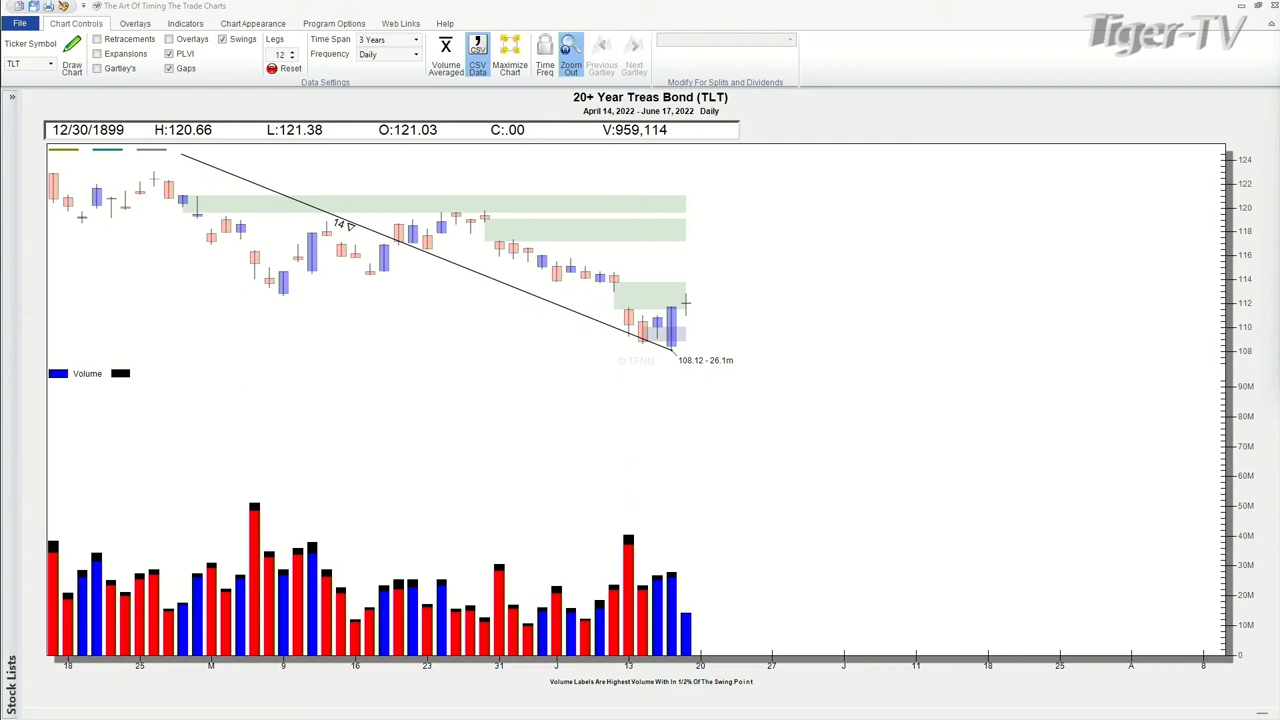 The Art Of Timing The Trade Charts
File Chart Controls Overlays Indicators Chart Appearance Program Options Web Links Help
Tiger-TV
Ticker Symbol
TLT
Draw Chart
Retracements Overlays Swings
Expansions PLVI
Gartley's Gaps
Legs
12
Reset
Time Span 3 Years
Frequency Daily
Data Settings
Volume Averaged
CSV
CSV Data
Maximize Chart
Time Freq
Zoom Out
Previous Gartley
Next Gartley
Modify For Splits and Dividends
»
20+ Year Treas Bond (TLT)
April 14, 2022 - June 17, 2022 Daily
12/30/1899 H:120.66 L:121.38 O:121.03 C:.00 V:959,114
124
122
120
118
116
114
112
110
108
14
108.12 - 26.1m
© TFNN
Volume
90M
80M
70M
60M
50M
40M
30M
20M
10M
0
18 25 M 9 16 23 31 J 13 20 27 J 11 18 25 A 8
Volume Labels Are Highest Volume With In 1/2% Of The Swing Point
Stock Lists